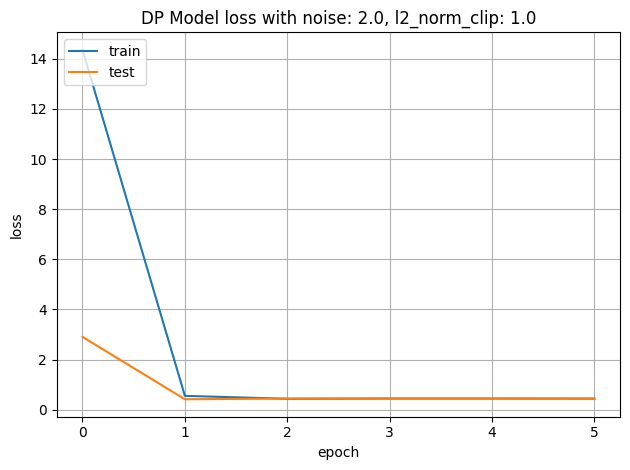 DP Model loss with noise: 2.0, l2_norm_clip: 1.0
train
test
14
12
10
8
6
4
2
0
loss
0 1 2 3 4 5
epoch